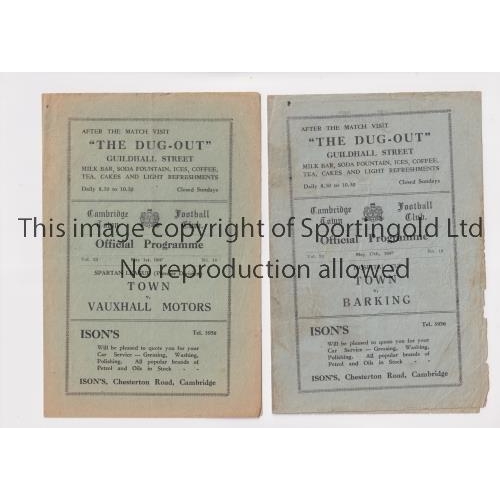 AFTER THE MATCH VISIT
"THE DUG-OUT"
GUILDHALL STREET
MILK BAR, SODA FOUNTAIN, ICES, COFFEE,
TEA, CAKES AND LIGHT REFRESHMENTS
Daily 8.30 to 10.30 Closed Sundays
Cambridge Football
Town Club
Official Programme
TOWN
v.
VAUXHALL MOTORS
ISON'S Tel. 5956
Will be pleased to quote you for your
Car Service — Greasing, Washing,
Polishing, All popular brands of
Petrol and Oils in Stock - -
ISON'S, Chesterton Road, Cambridge
AFTER THE MATCH VISIT
"THE DUG-OUT"
GUILDHALL STREET
MILK BAR, SODA FOUNTAIN, ICES, COFFEE,
TEA, CAKES AND LIGHT REFRESHMENTS
Daily 8.30 to 10.30 Closed Sundays
Cambridge Football
Town Club
Official Programme
TOWN
v.
BARKING
ISON'S Tel. 5956
Will be pleased to quote you for your
Car Service — Greasing, Washing,
Polishing, All popular brands of
Petrol and Oils in Stock - -
ISON'S, Chesterton Road, Cambridge
This image copyright of Sportingold Ltd
No reproduction allowed